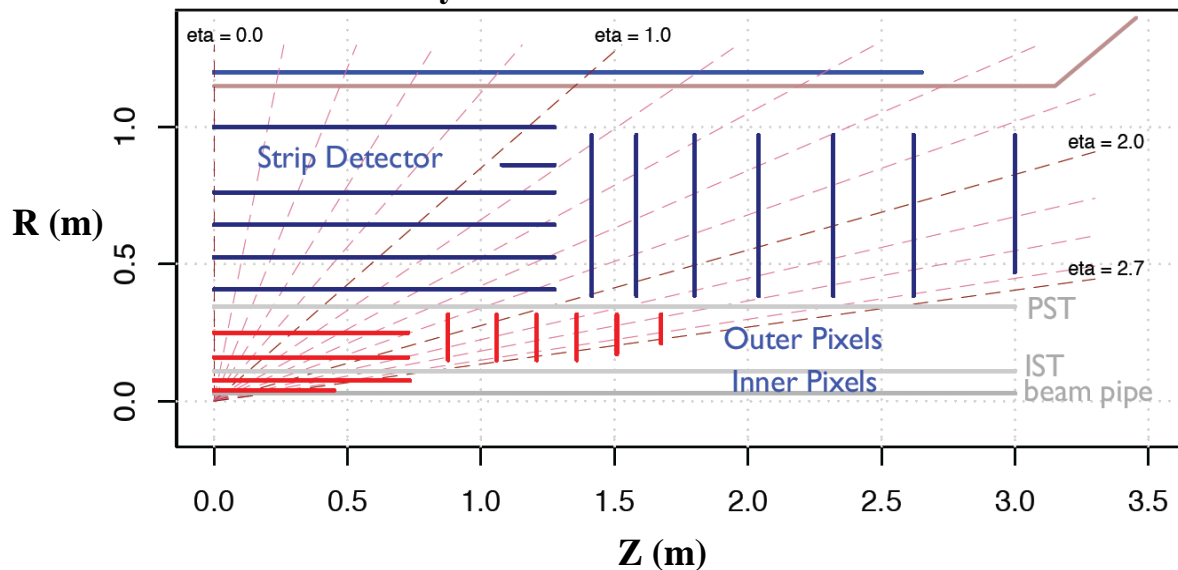 eta = 0.0
eta = 1.0
1.0
Strip Detector
eta = 2.0
R (m)
0.5
eta = 2.7
PST
Outer Pixels
IST
Inner Pixels
beam pipe
0.0
0.0 0.5 1.0 1.5 2.0 2.5 3.0 3.5
Z (m)